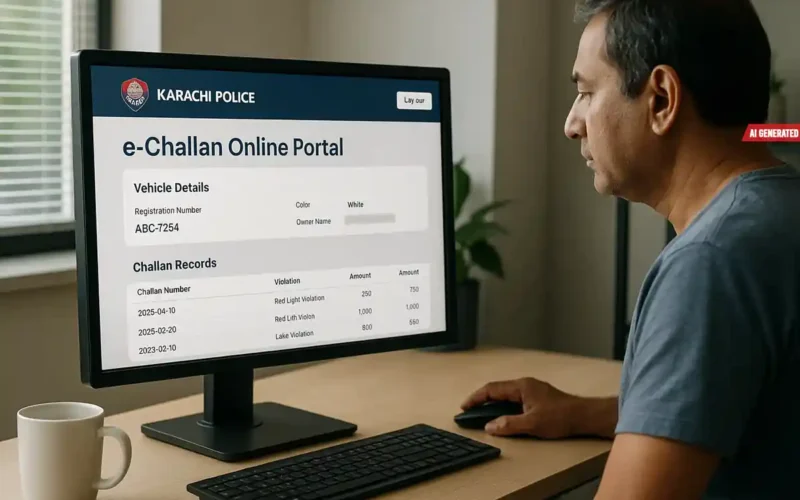 KARACHI POLICE
Lay our
e-Challan Online Portal
Vehicle Details
Registration Number
ABC-7254
Color White
Owner Name
Challan Records
Challan Number Violation Amount Amount
2025-04-10 Red Light Violation 250 750
2025-02-20 Red Lith Violon 1,000 1,000
2023-02-10 Lake Violation 800 560
AI GENERATED